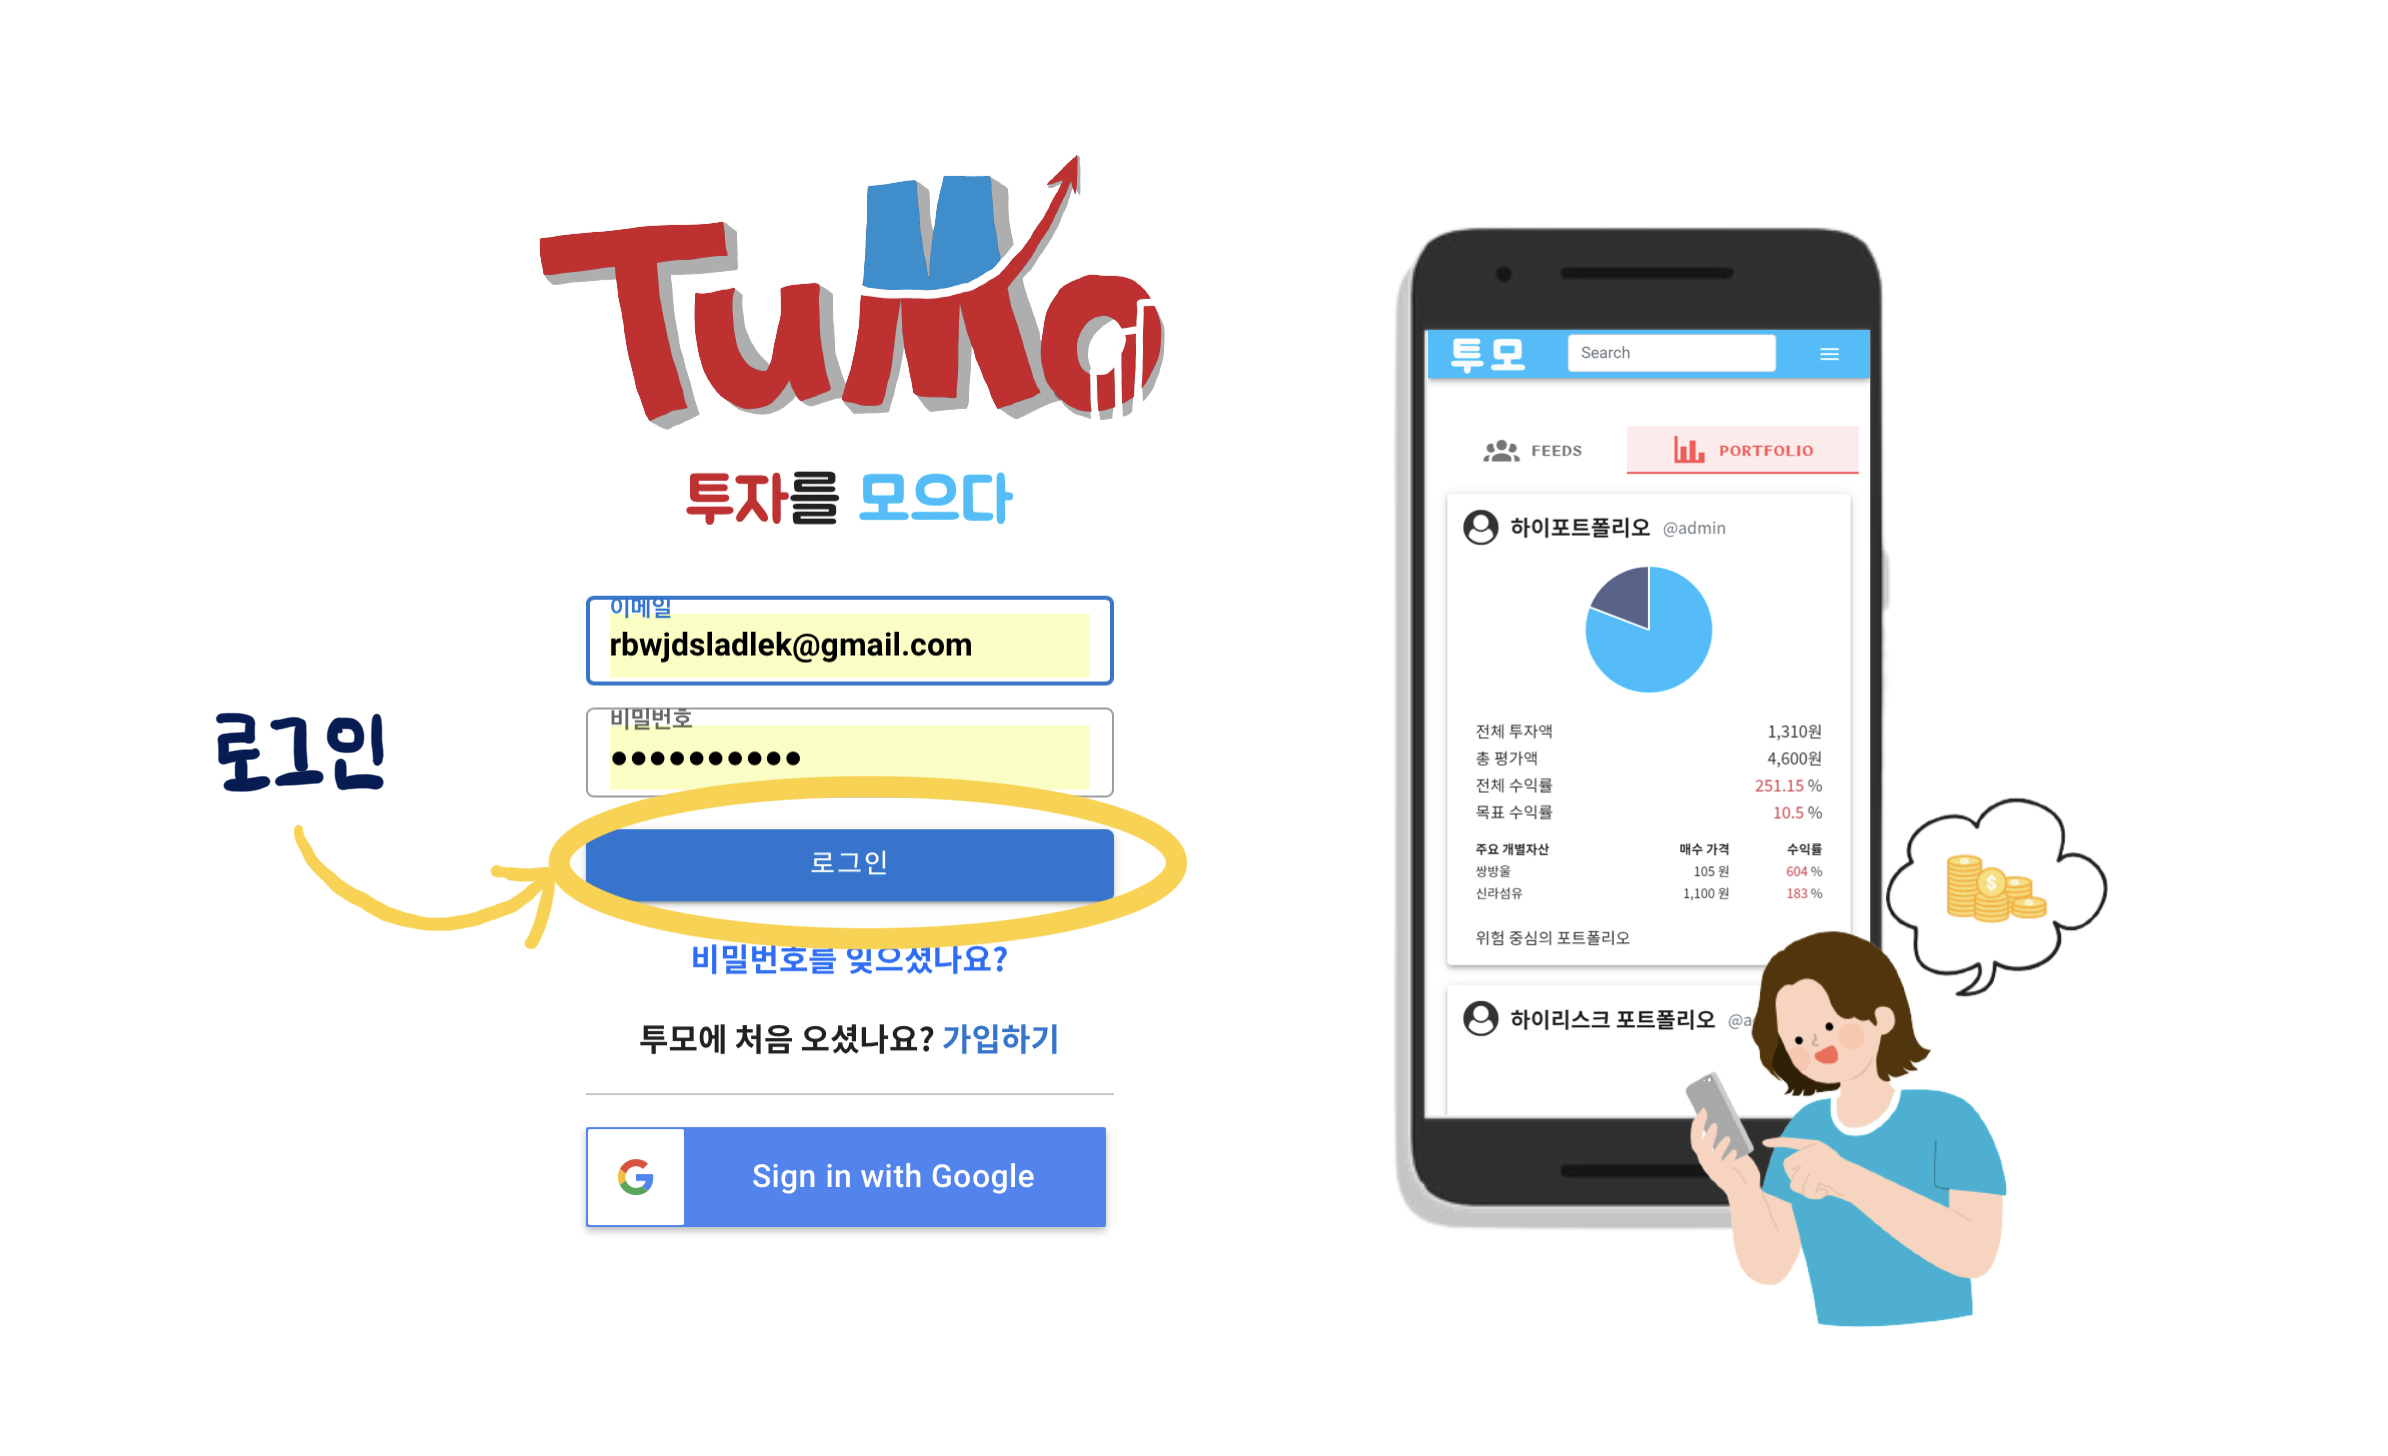 TuMo
투자를 모으다
이메일
rbwjdsladlek@gmail.com
비밀번호
로그인
로그인
비밀번호를 잊으셨나요?
투모에 처음 오셨나요? 가입하기
Sign in with Google
투모 Search
FEEDS PORTFOLIO
하이포트폴리오 @admin
전체 투자액 1,310원
총 평가액 4,600원
전체 수익률 251.15 %
목표 수익률 10.5 %
주요 개별자산 매수 가격 수익률
쌍방울 105 원 604 %
신라섬유 1,100 원 183 %
위험 중심의 포트폴리오
하이리스크 포트폴리오 @a